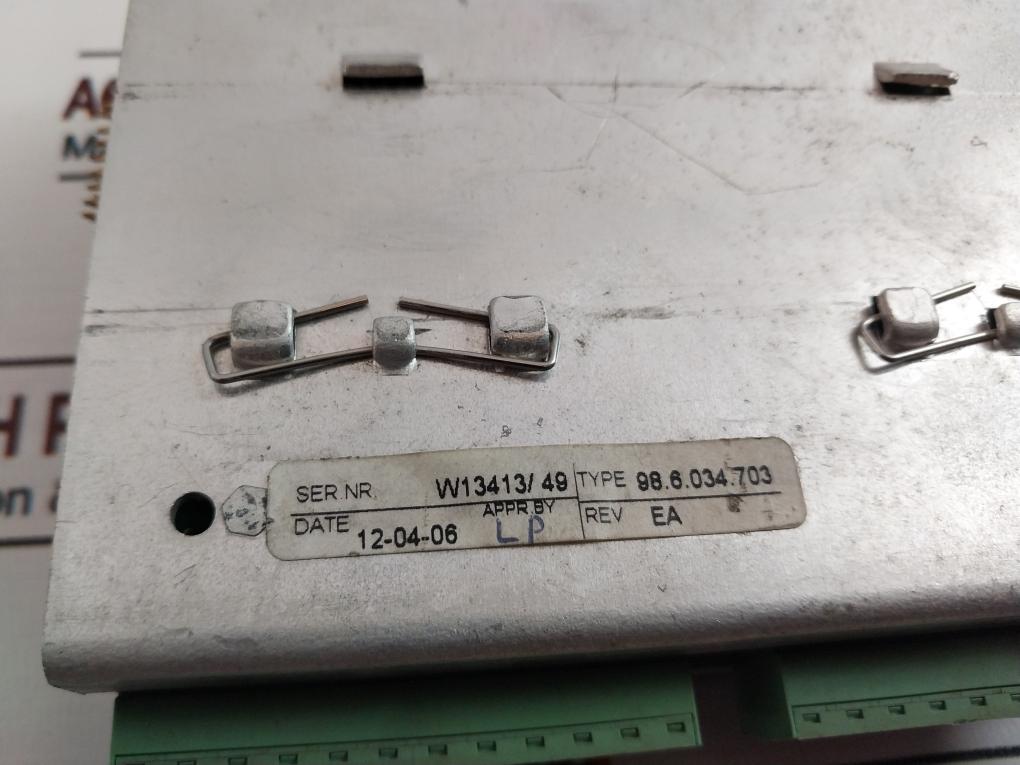 SER.NR. W13413/ 49 TYPE 98.6.034.703
DATE 12-04-06 APPR.BY LP REV EA